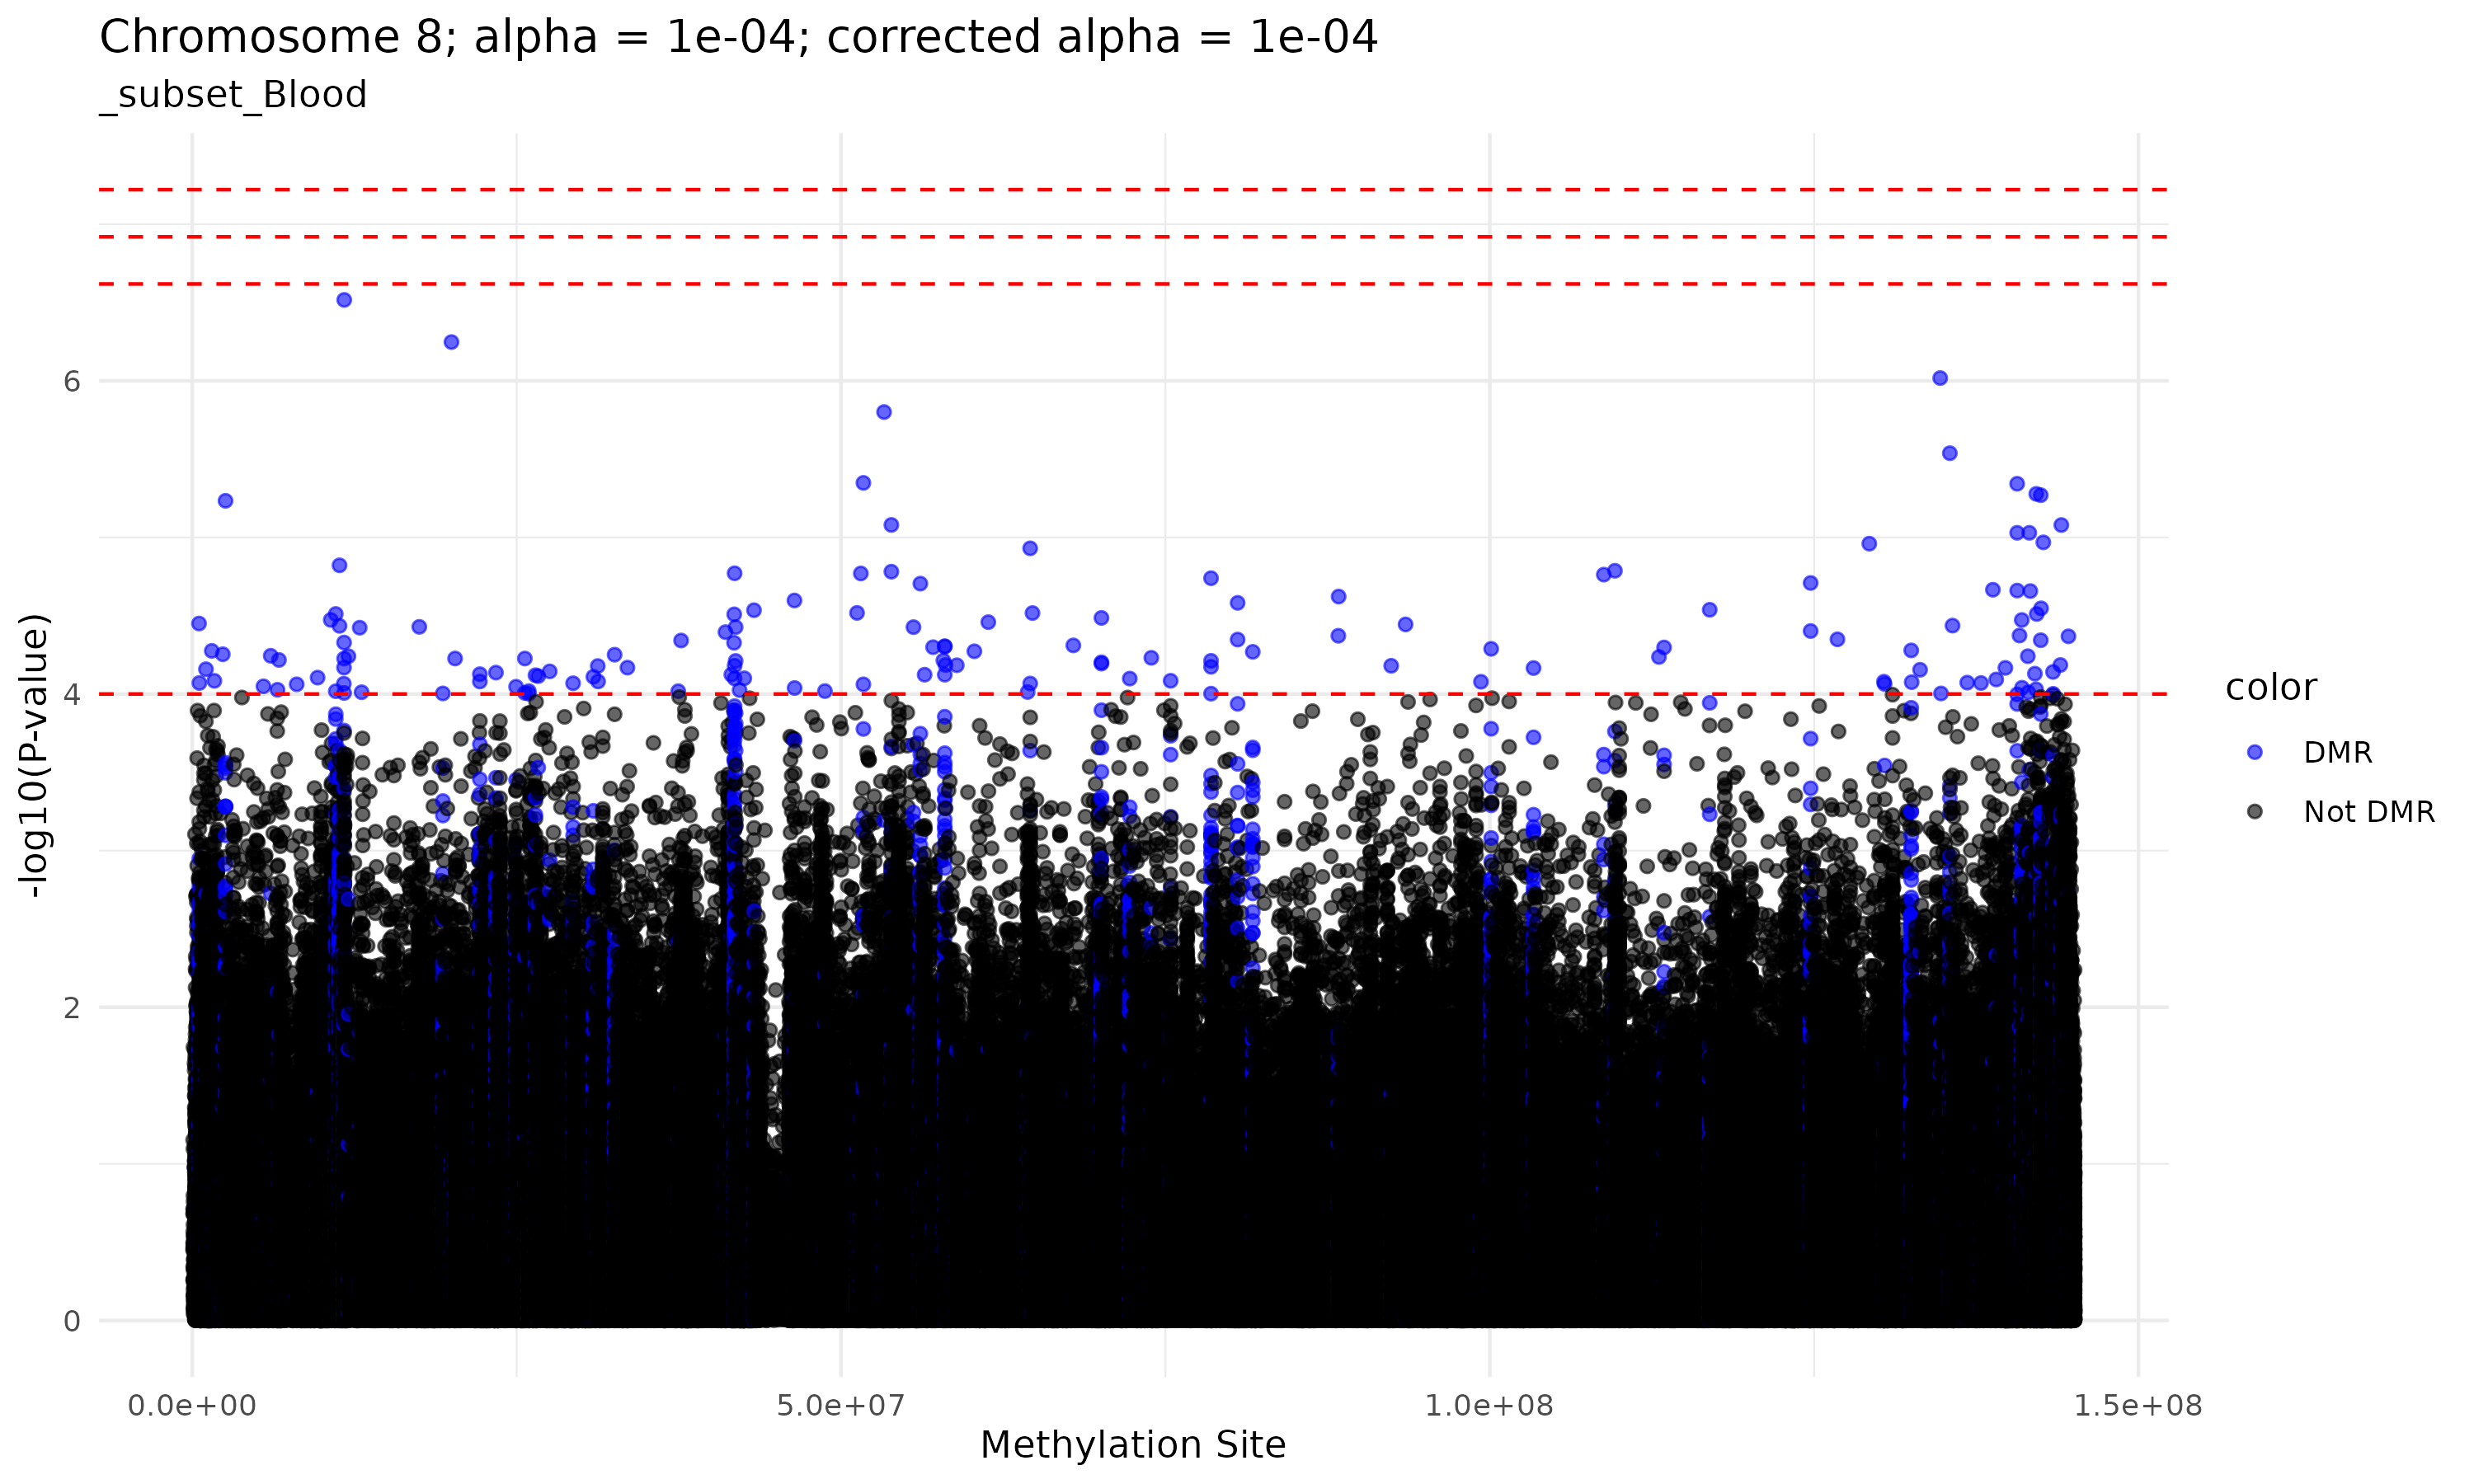 Chromosome 8; alpha = 1e-04; corrected alpha = 1e-04
_subset_Blood
-log10(P-value)
6
4
2
0
0.0e+00
5.0e+07
1.0e+08
1.5e+08
Methylation Site
color
DMR
Not DMR